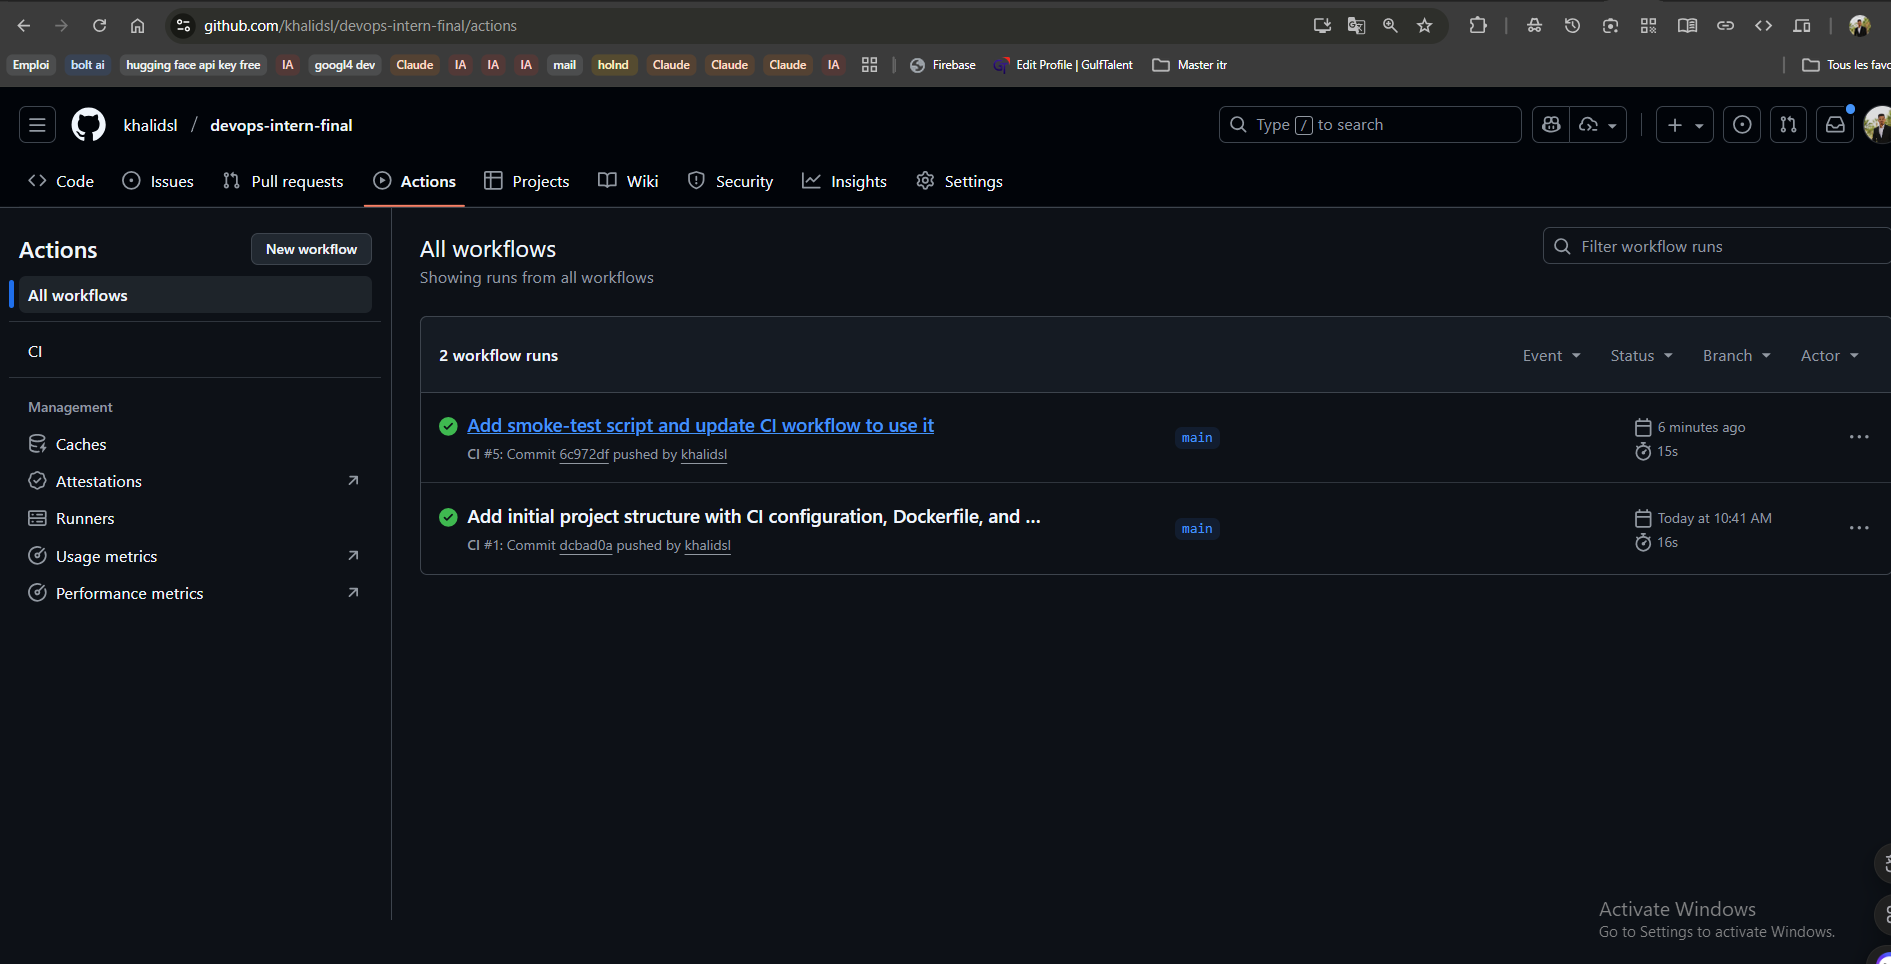 github.com/khalidsl/devops-intern-final/actions
Emploi bolt ai hugging face api key free IA googl4 dev Claude IA IA IA mail holnd Claude Claude Claude IA Firebase Edit Profile | GulfTalent Master itr Tous les favo
khalidsl / devops-intern-final Type / to search
Code Issues Pull requests Actions Projects Wiki Security Insights Settings
Actions New workflow
All workflows
CI
Management
Caches
Attestations
Runners
Usage metrics
Performance metrics
All workflows
Showing runs from all workflows
Filter workflow runs
2 workflow runs Event Status Branch Actor
Add smoke-test script and update CI workflow to use it
CI #5: Commit 6c972df pushed by khalidsl
main
6 minutes ago
15s
Add initial project structure with CI configuration, Dockerfile, and ...
CI #1: Commit dcbad0a pushed by khalidsl
main
Today at 10:41 AM
16s
Activate Windows
Go to Settings to activate Windows.